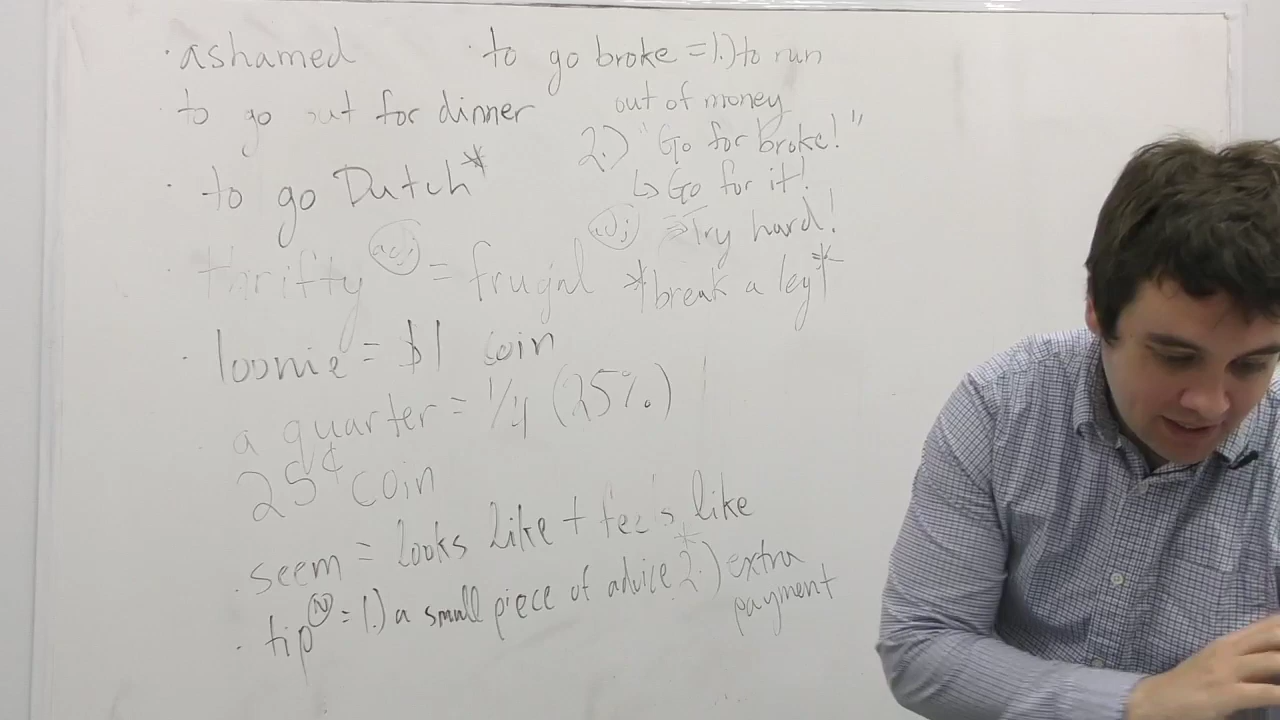 · ashamed
to go out for dinner
· to go Dutch*
· thrifty (adj) = frugal (adj)
· loonie = $1 coin
· a quarter = 1/4 (25%)
25¢ coin
· seem = looks like + feels like
· tip (N) = 1.) a small piece of advice 2.)* extra
payment
· to go broke = 1.) to run
out of money
2.) "Go for broke!"
↳ Go for it!
⇒ Try hard!
*break a leg*